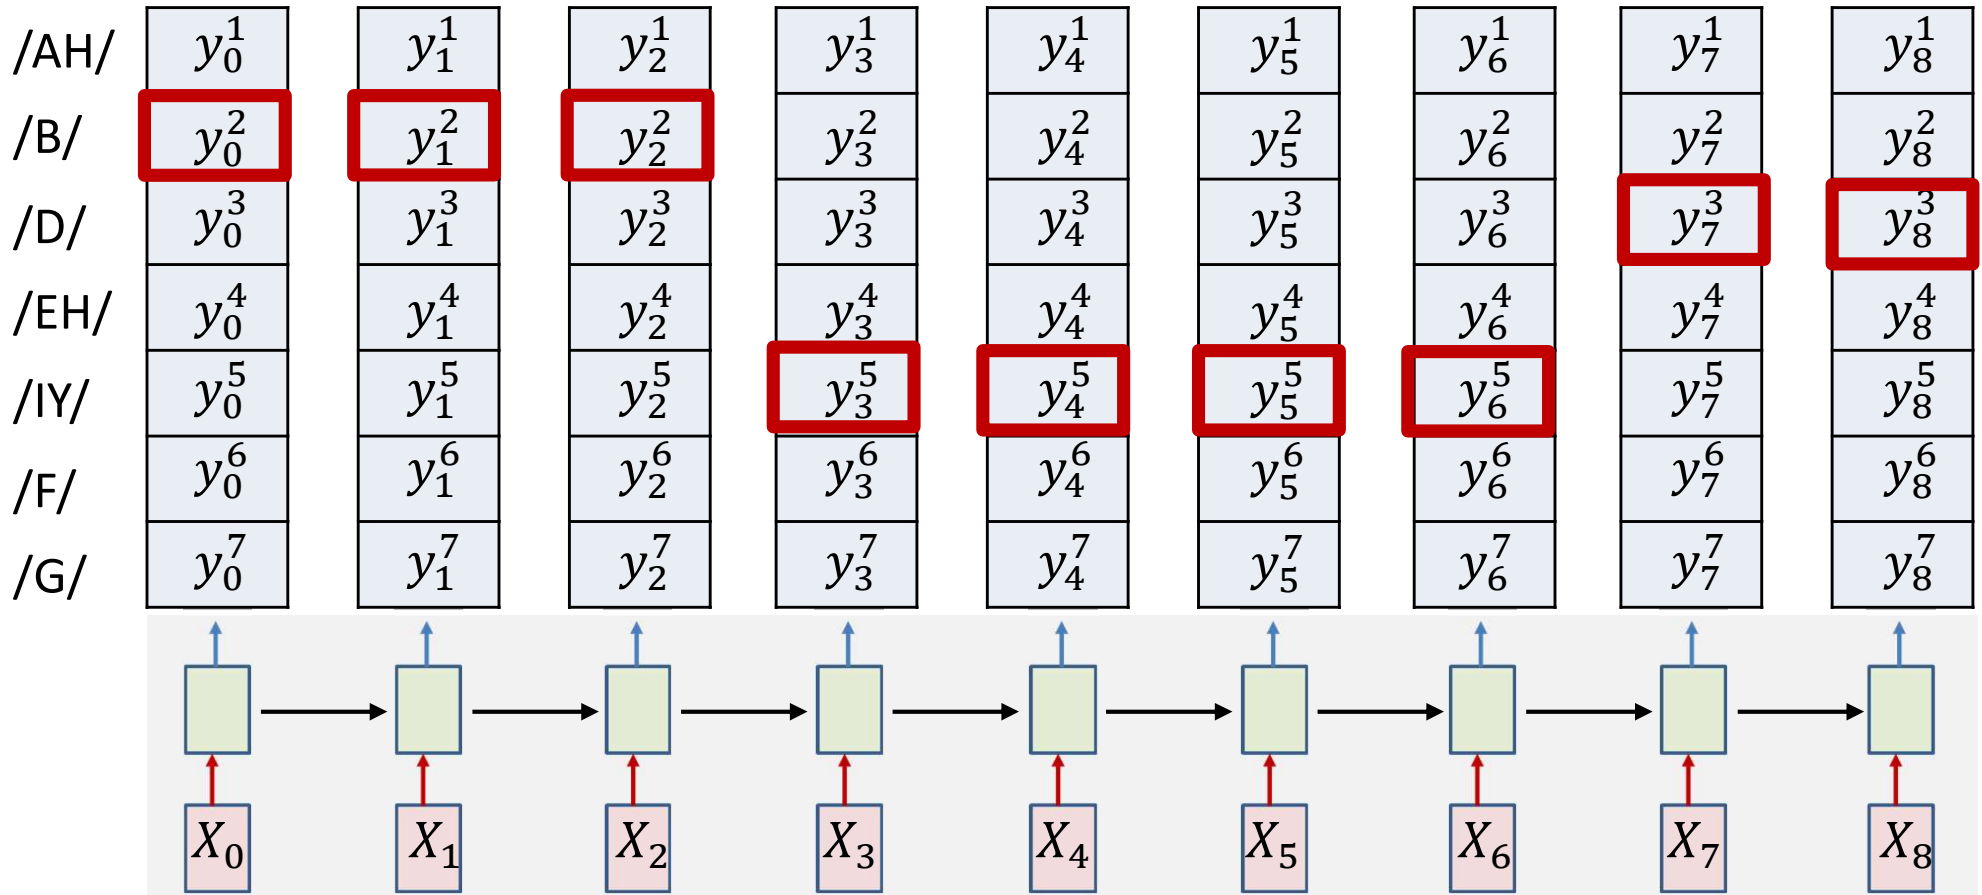 /AH/ y_0^1 y_1^1 y_2^1 y_3^1 y_4^1 y_5^1 y_6^1 y_7^1 y_8^1
/B/ y_0^2 y_1^2 y_2^2 y_3^2 y_4^2 y_5^2 y_6^2 y_7^2 y_8^2
/D/ y_0^3 y_1^3 y_2^3 y_3^3 y_4^3 y_5^3 y_6^3 y_7^3 y_8^3
/EH/ y_0^4 y_1^4 y_2^4 y_3^4 y_4^4 y_5^4 y_6^4 y_7^4 y_8^4
/IY/ y_0^5 y_1^5 y_2^5 y_3^5 y_4^5 y_5^5 y_6^5 y_7^5 y_8^5
/F/ y_0^6 y_1^6 y_2^6 y_3^6 y_4^6 y_5^6 y_6^6 y_7^6 y_8^6
/G/ y_0^7 y_1^7 y_2^7 y_3^7 y_4^7 y_5^7 y_6^7 y_7^7 y_8^7
X_0 X_1 X_2 X_3 X_4 X_5 X_6 X_7 X_8